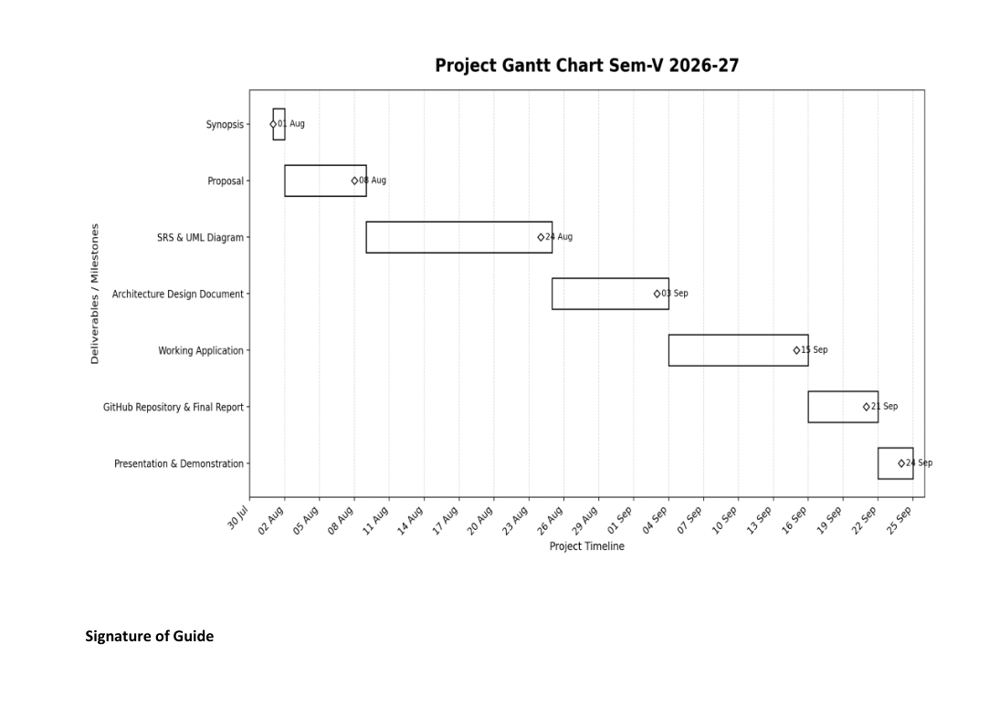 Project Gantt Chart Sem-V 2026-27
Deliverables / Milestones
Synopsis
01 Aug
Proposal
08 Aug
SRS & UML Diagram
24 Aug
Architecture Design Document
03 Sep
Working Application
15 Sep
GitHub Repository & Final Report
21 Sep
Presentation & Demonstration
24 Sep
30 Jul
02 Aug
05 Aug
08 Aug
11 Aug
14 Aug
17 Aug
20 Aug
23 Aug
26 Aug
29 Aug
01 Sep
04 Sep
07 Sep
10 Sep
13 Sep
16 Sep
19 Sep
22 Sep
25 Sep
Project Timeline
Signature of Guide